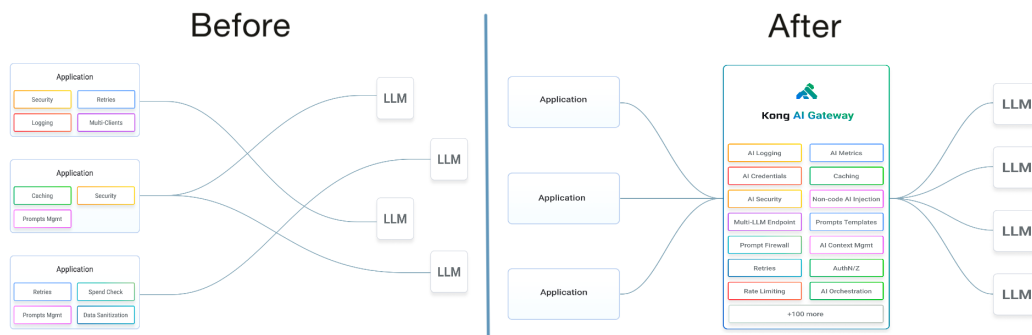 Before
Application
Security
Retries
Logging
Multi-Clients
Application
Caching
Security
Prompts Mgmt
Application
Retries
Spend Check
Prompts Mgmt
Data Sanitization
LLM
LLM
LLM
LLM
After
Application
Application
Application
Kong AI Gateway
AI Logging
AI Metrics
AI Credentials
Caching
AI Security
Non-code AI Injection
Multi-LLM Endpoint
Prompts Templates
Prompt Firewall
AI Context Mgmt
Retries
AuthN/Z
Rate Limiting
AI Orchestration
+100 more
LLM
LLM
LLM
LLM